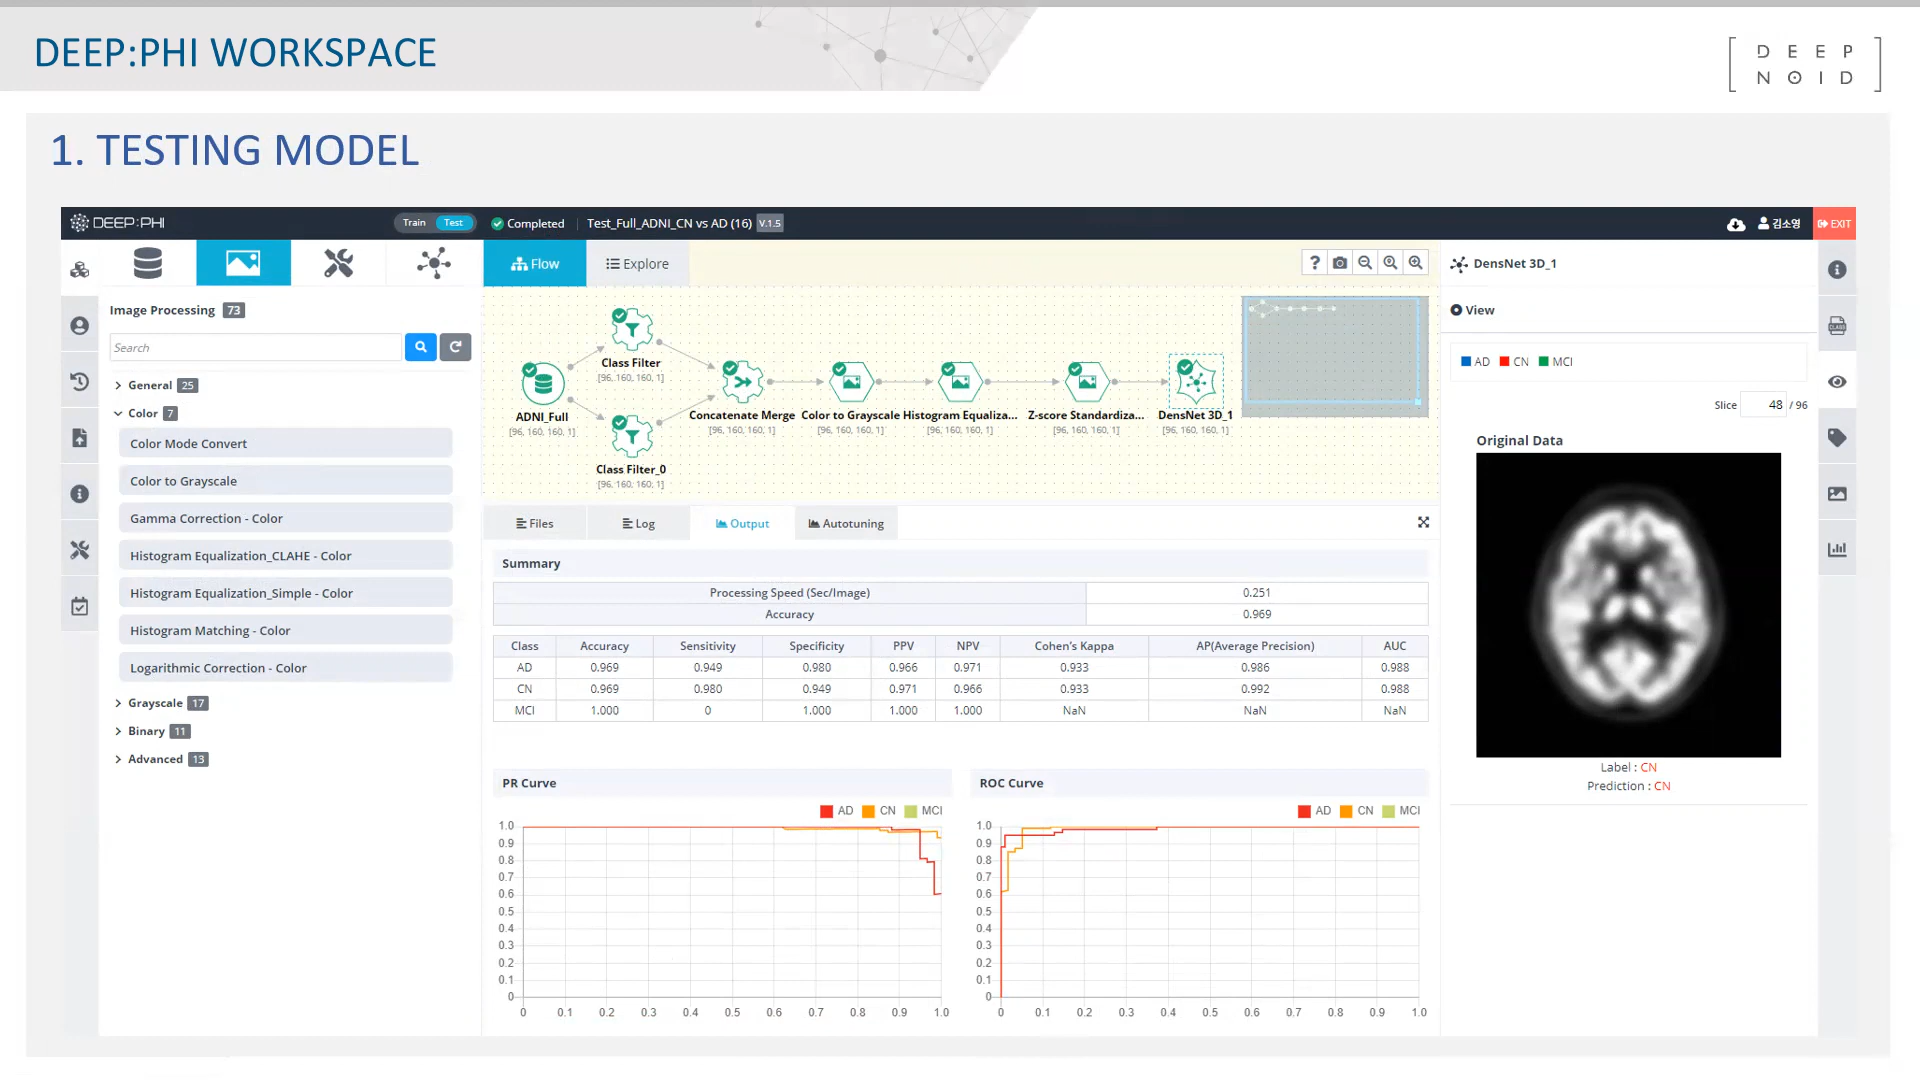 DEEP:PHI WORKSPACE
DEEP
NOID
1. TESTING MODEL
DEEP:PHI
Train Test
Completed
Test_Full_ADNI_CN vs AD (16) V.1.5
김소영
EXIT
Flow
Explore
DensNet 3D_1
Image Processing 73
Search
General 25
Color 7
Color Mode Convert
Color to Grayscale
Gamma Correction - Color
Histogram Equalization_CLAHE - Color
Histogram Equalization_Simple - Color
Histogram Matching - Color
Logarithmic Correction - Color
Grayscale 17
Binary 11
Advanced 13
ADNI_Full
[96, 160, 160, 1]
Class Filter
[96, 160, 160, 1]
Class Filter_0
[96, 160, 160, 1]
Concatenate Merge
[96, 160, 160, 1]
Color to Grayscale
[96, 160, 160, 1]
Histogram Equaliza...
[96, 160, 160, 1]
Z-score Standardiza...
[96, 160, 160, 1]
DensNet 3D_1
[96, 160, 160, 1]
Files
Log
Output
Autotuning
Summary
Processing Speed (Sec/Image) 0.251
Accuracy 0.969
Class Accuracy Sensitivity Specificity PPV NPV Cohen's Kappa AP(Average Precision) AUC
AD 0.969 0.949 0.980 0.966 0.971 0.933 0.986 0.988
CN 0.969 0.980 0.949 0.971 0.966 0.933 0.992 0.988
MCI 1.000 0 1.000 1.000 1.000 NaN NaN NaN
PR Curve
AD CN MCI
1.0
0.9
0.8
0.7
0.6
0.5
0.4
0.3
0.2
0.1
0
0 0.1 0.2 0.3 0.4 0.5 0.6 0.7 0.8 0.9 1.0
ROC Curve
AD CN MCI
1.0
0.9
0.8
0.7
0.6
0.5
0.4
0.3
0.2
0.1
0
0 0.1 0.2 0.3 0.4 0.5 0.6 0.7 0.8 0.9 1.0
View
AD CN MCI
Slice 48 / 96
Original Data
Label : CN
Prediction : CN
CLASS